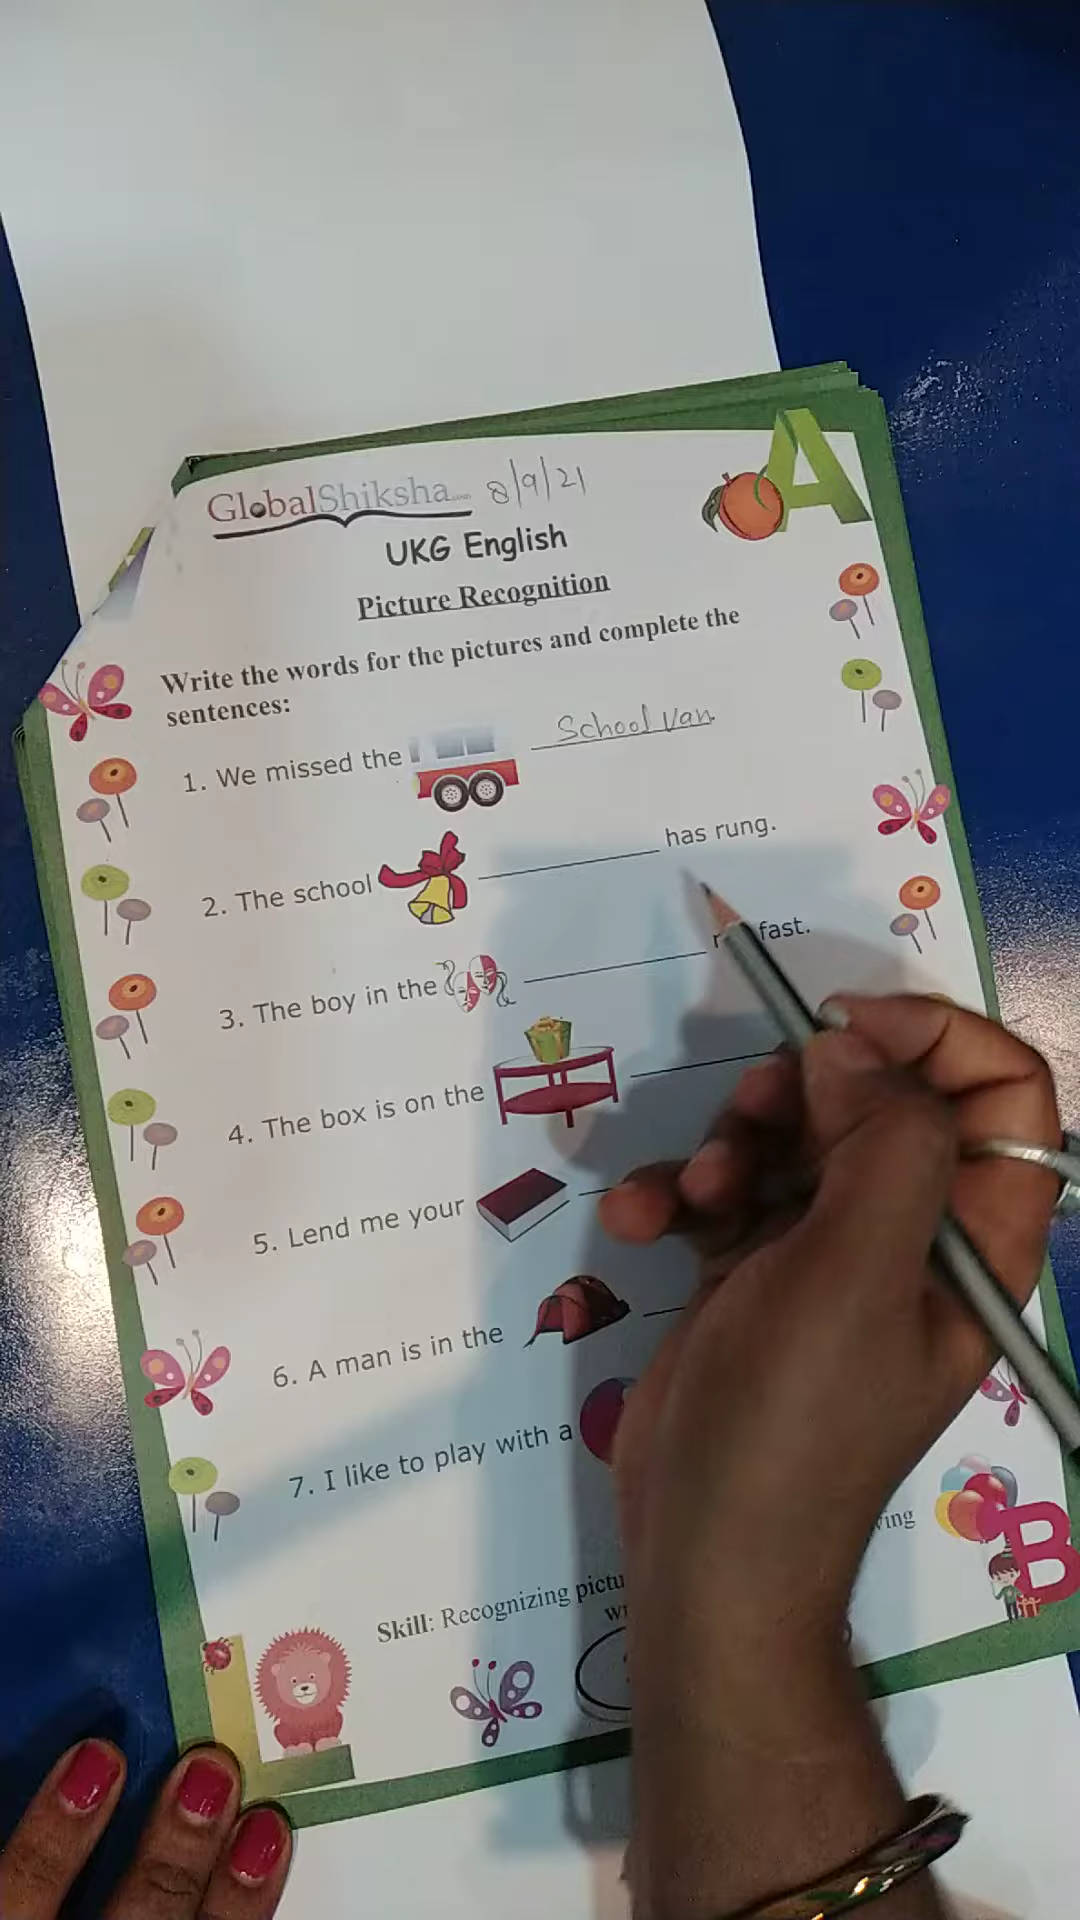 GlobalShiksha.com 8/9/21
UKG English
Picture Recognition
Write the words for the pictures and complete the
sentences:
1. We missed the School Van.
2. The school has rung.
3. The boy in the fast.
4. The box is on the
5. Lend me your
6. A man is in the
7. I like to play with a
Skill: Recognizing
A
B
L